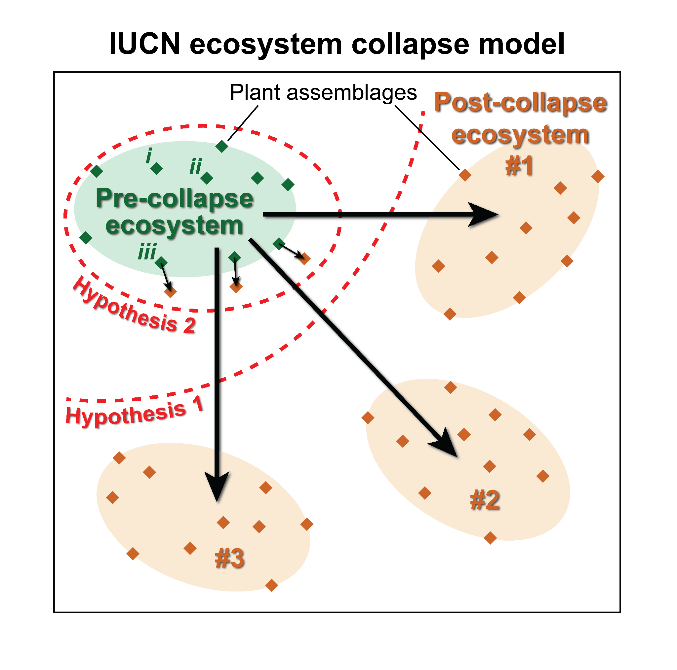 IUCN ecosystem collapse model
Plant assemblages
Post-collapse
ecosystem
#1
i
ii
Pre-collapse
ecosystem
iii
Hypothesis 2
Hypothesis 1
#2
#3